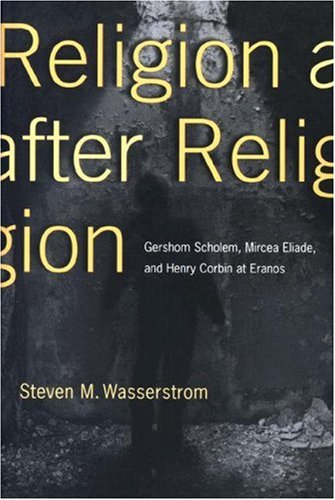 Religion a
after Relig
gion
Gershom Scholem, Mircea Eliade,
and Henry Corbin at Eranos
Steven M. Wasserstrom